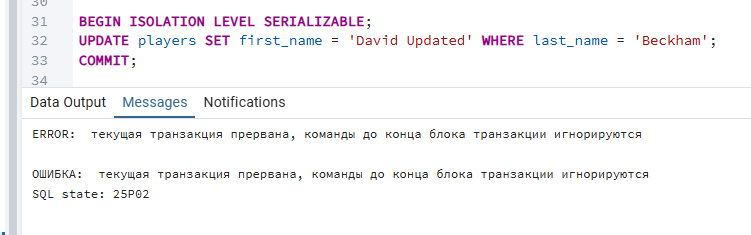 30
31 BEGIN ISOLATION LEVEL SERIALIZABLE;
32 UPDATE players SET first_name = 'David Updated' WHERE last_name = 'Beckham';
33 COMMIT;
34
Data Output Messages Notifications
ERROR: текущая транзакция прервана, команды до конца блока транзакции игнорируются
ОШИБКА: текущая транзакция прервана, команды до конца блока транзакции игнорируются
SQL state: 25P02